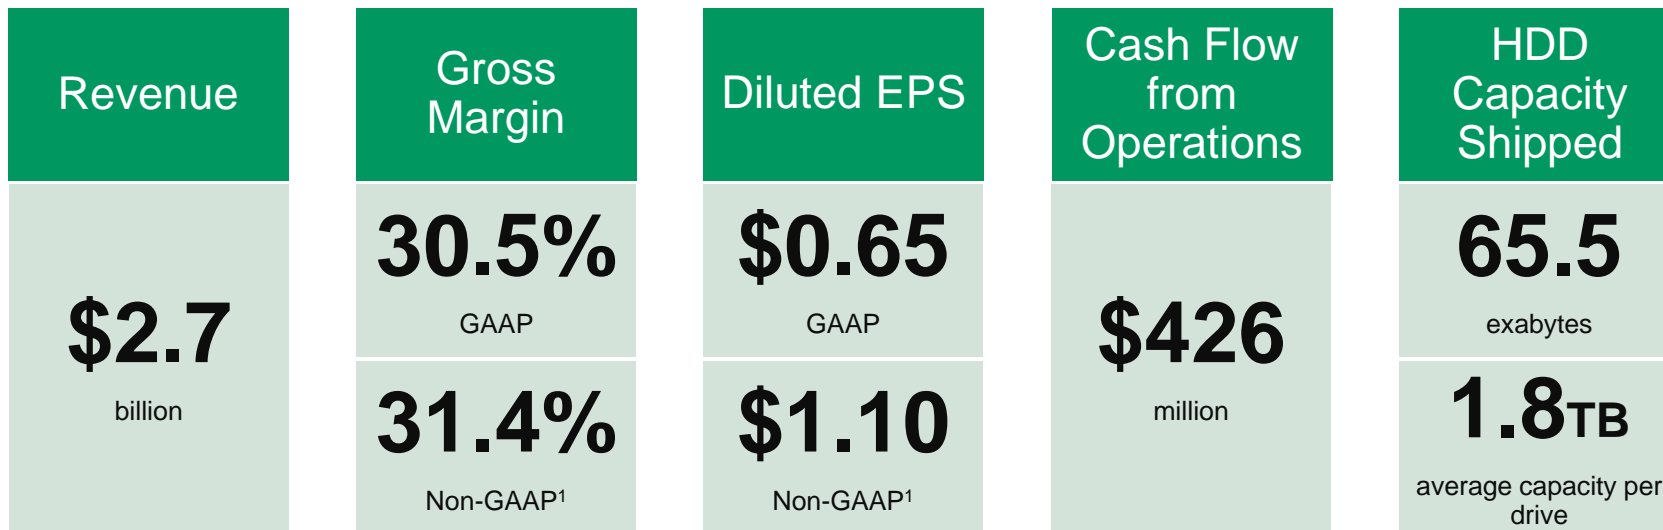 Revenue
$2.7
billion
Gross
Margin
30.5%
GAAP
31.4%
Non-GAAP¹
Diluted EPS
$0.65
GAAP
$1.10
Non-GAAP¹
Cash Flow
from
Operations
$426
million
HDD
Capacity
Shipped
65.5
exabytes
1.8TB
average capacity per
drive